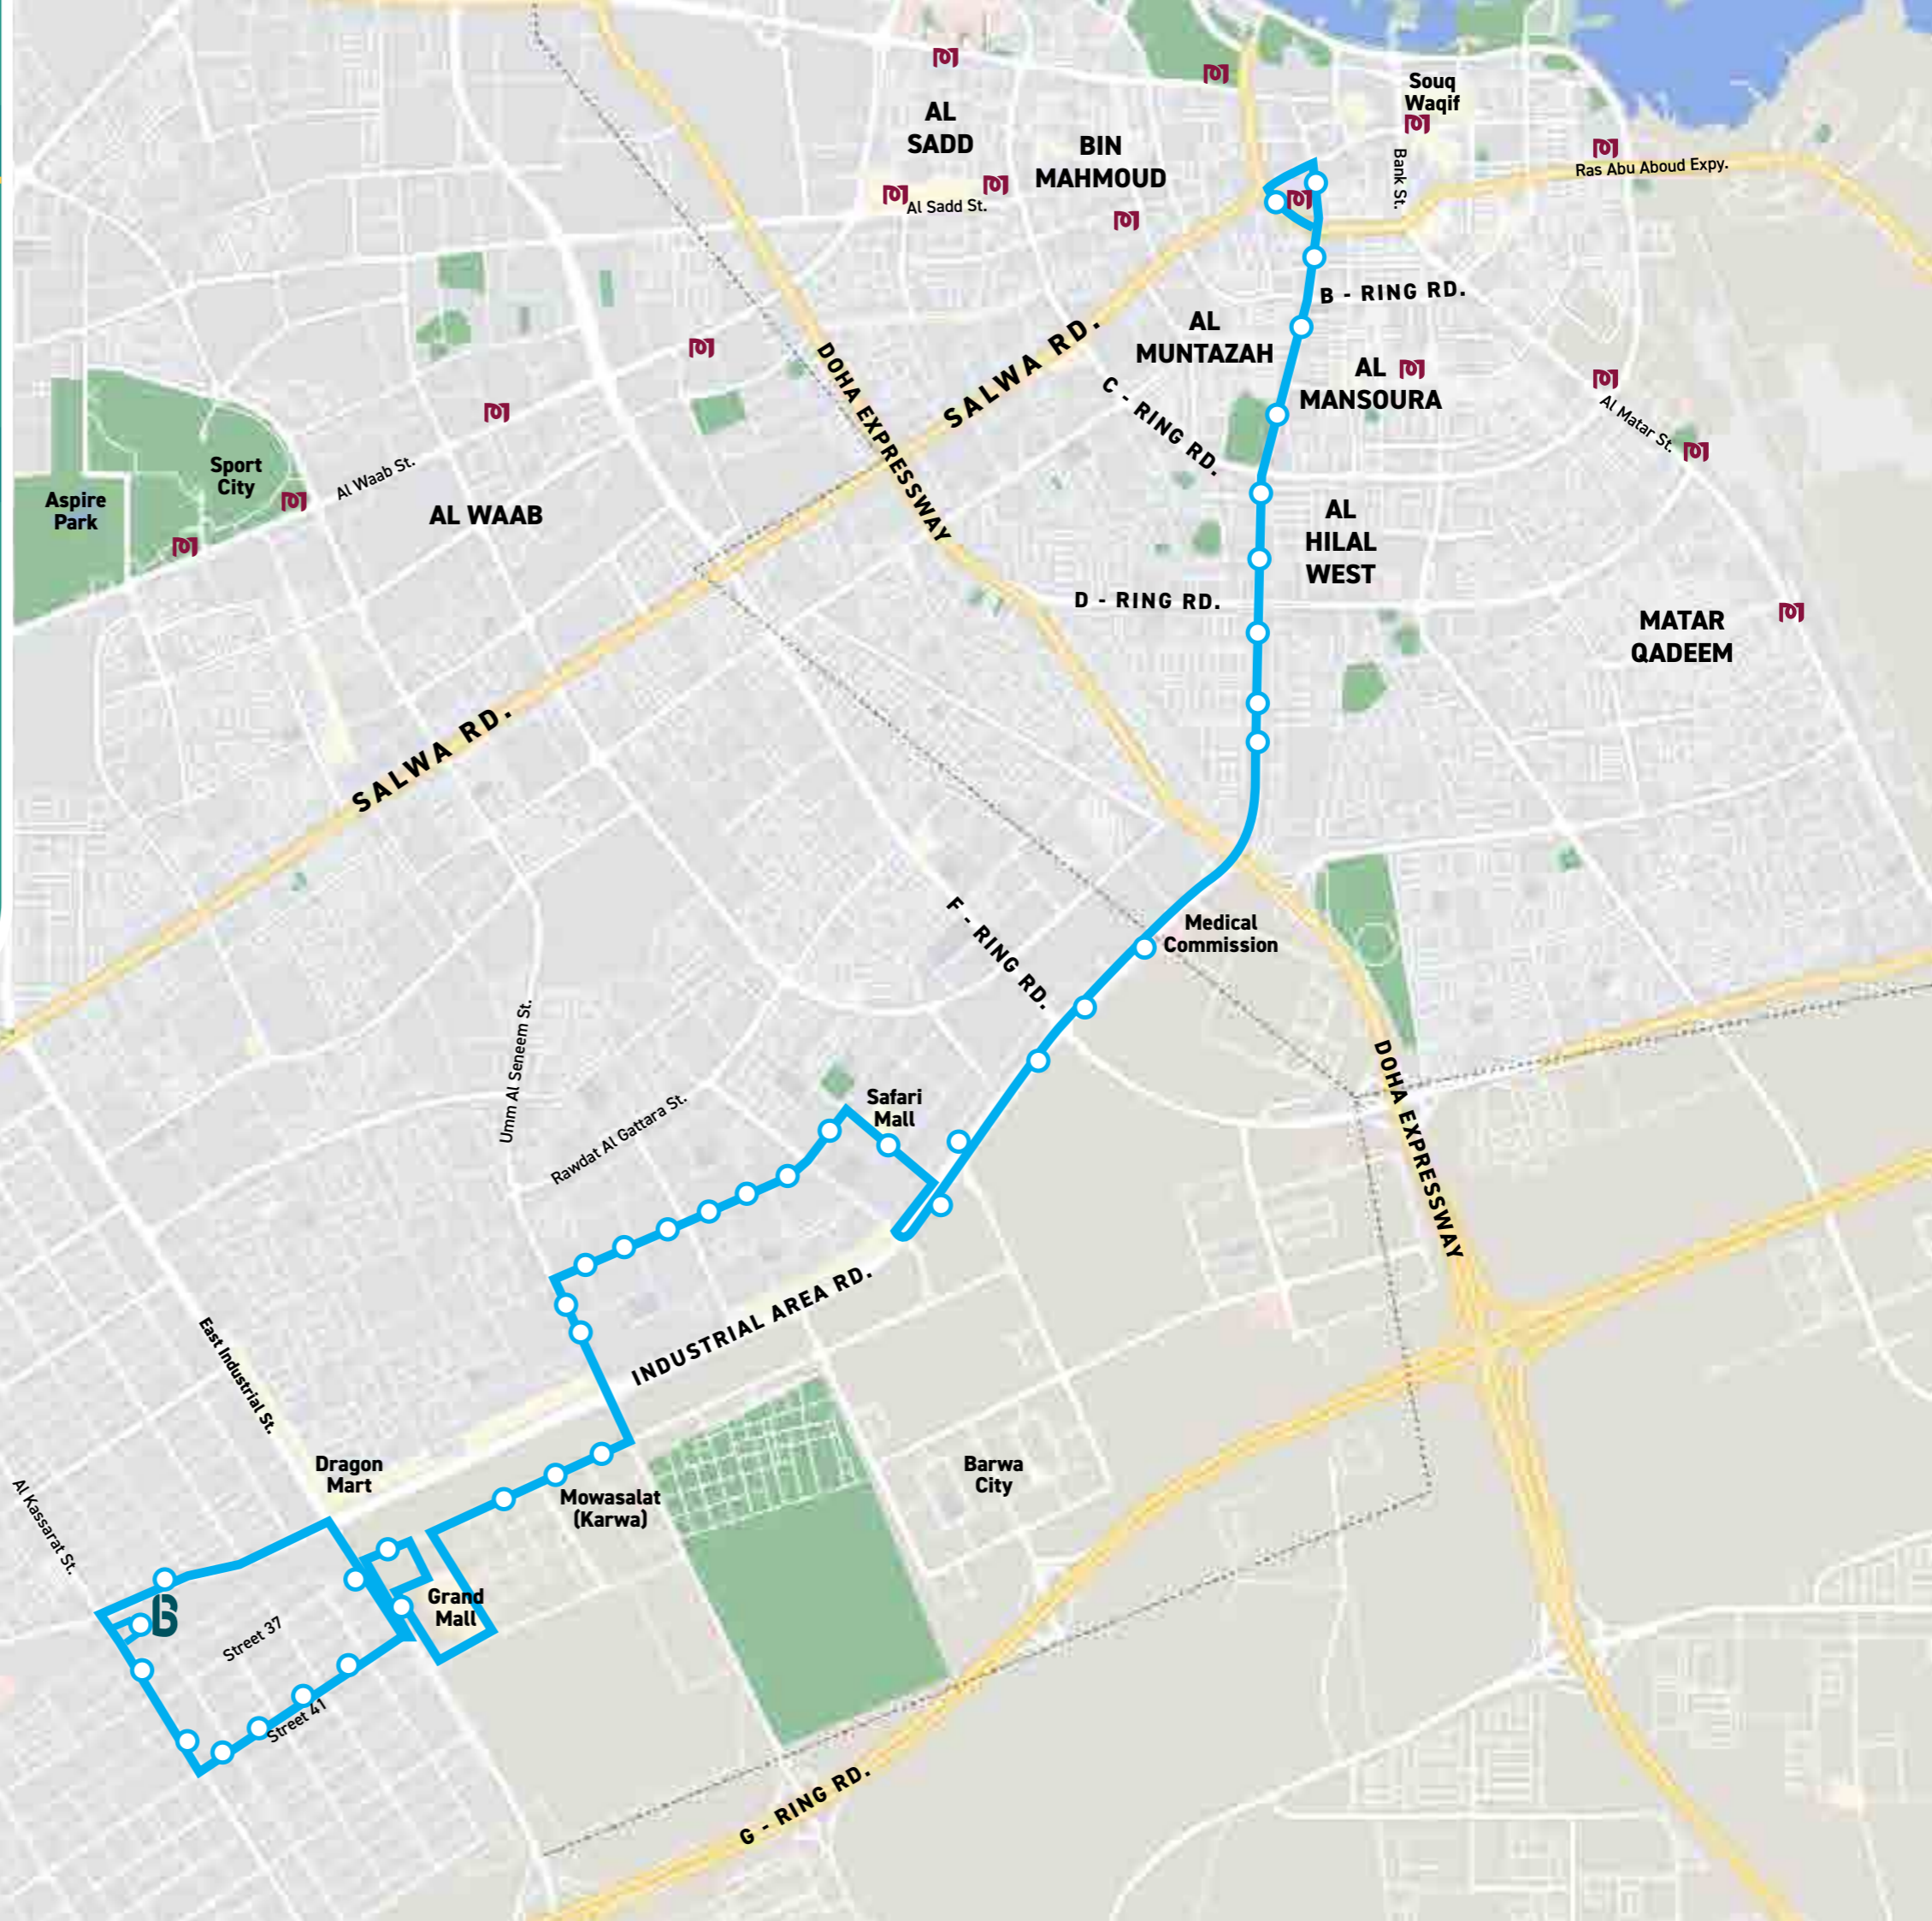 Souq
Waqif
AL
SADD
BIN
MAHMOUD
Bank St.
Ras Abu Aboud Expy.
Al Sadd St.
B - RING RD.
AL
MUNTAZAH
SALWA RD.
DOHA EXPRESSWAY
C - RING RD.
AL
MANSOURA
Al Matar St.
Sport
City
Al Waab St.
Aspire
Park
AL WAAB
AL
HILAL
WEST
D - RING RD.
MATAR
QADEEM
SALWA RD.
Medical
Commission
F - RING RD.
Umm Al Seneem St.
Safari
Mall
Rawdat Al Gattara St.
DOHA EXPRESSWAY
INDUSTRIAL AREA RD.
East Industrial St.
Dragon
Mart
Barwa
City
Mowasalat
(Karwa)
Al Kassarat St.
Grand
Mall
Street 37
Street 41
G - RING RD.